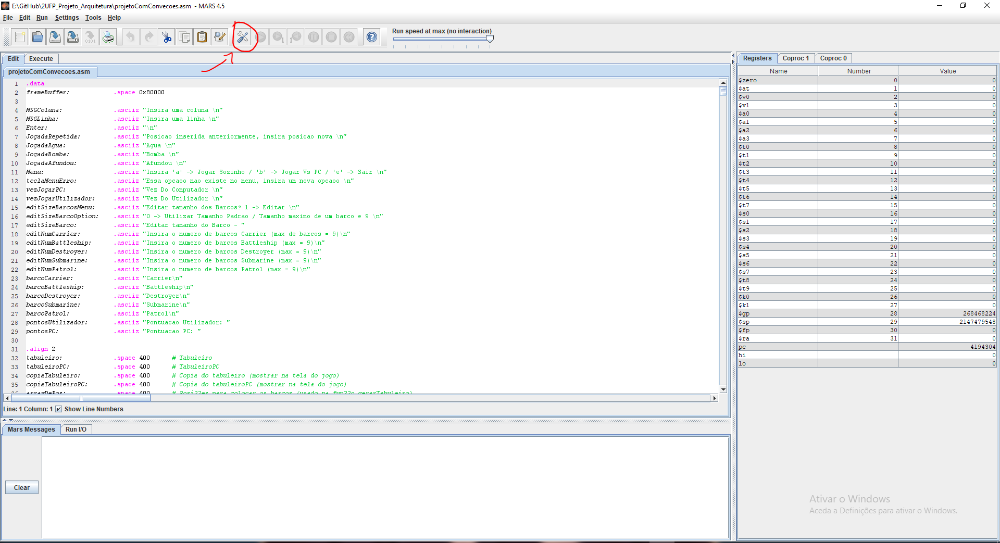 E:\GitHub\2UFP_Projeto_Arquitetura\projetoComConvecoes.asm - MARS 4.5
File Edit Run Settings Tools Help
Run speed at max (no interaction)
Edit Execute
projetoComConvecoes.asm
1 .data
2 frameBuffer: .space 0x80000
3
4 MSGColuna: .asciiz "Insira uma coluna \n"
5 MSGLinha: .asciiz "Insira uma linha \n"
6 Enter: .asciiz "\n"
7 JogadaRepetida: .asciiz "Posicao inserida anteriormente, insira posicao nova \n"
8 JogadaAgua: .asciiz "Agua \n"
9 JogadaBomba: .asciiz "Bomba \n"
10 JogadaAfundou: .asciiz "Afundou \n"
11 Menu: .asciiz "Insira 'a' -> Jogar Sozinho / 'b' -> Jogar Vs PC / 'e' -> Sair \n"
12 teclaMenuErro: .asciiz "Essa opcaoo nao existe no menu, insira um nova opcaoo \n"
13 vezJogarPC: .asciiz "Vez Do Computador \n"
14 vezJogarUtilizador: .asciiz "Vez Do Utilizador \n"
15 editSizeBarcosMenu: .asciiz "Editar tamanho dos Barcos? 1 -> Editar \n"
16 editSizeBarcoOption: .asciiz "0 -> Utilizar Tamanho Padrao / Tamanho maximo de um barco e 9 \n"
17 editSizeBarco: .asciiz "Editar tamanho do Barco - "
18 editNumCarrier: .asciiz "Insira o numero de barcos Carrier (max de barcos = 9)\n"
19 editNumBattleship: .asciiz "Insira o numero de barcos Battleship (max = 9)\n"
20 editNumDestroyer: .asciiz "Insira o numero de barcos Destroyer (max = 9)\n"
21 editNumSubmarine: .asciiz "Insira o numero de barcos Submarine (max = 9)\n"
22 editNumPatrol: .asciiz "Insira o numero de barcos Patrol (max = 9)\n"
23 barcoCarrier: .asciiz "Carrier\n"
24 barcoBattleship: .asciiz "Battleship\n"
25 barcoDestroyer: .asciiz "Destroyer\n"
26 barcoSubmarine: .asciiz "Submarine\n"
27 barcoPatrol: .asciiz "Patrol\n"
28 pontosUtilizador: .asciiz "Pontuacao Utilizador: "
29 pontosPC: .asciiz "Pontuacao PC: "
30
31 .align 2
32 tabuleiro: .space 400 # Tabuleiro
33 tabuleiroPC: .space 400 # TabuleiroPC
34 copiaTabuleiro: .space 400 # Copia do tabuleiro (mostrar na tela do jogo)
35 copiaTabuleiroPC: .space 400 # Copia do tabuleiroPC (mostrar na tela do jogo)
36 arrayDePos: .space 400 # Posi??es para colocar os barcos (usado na fun??o gerarTabuleiro)
Line: 1 Column: 1 Show Line Numbers
Mars Messages Run I/O
Clear
Registers Coproc 1 Coproc 0
Name Number Value
$zero 0 0
$at 1 0
$v0 2 0
$v1 3 0
$a0 4 0
$a1 5 0
$a2 6 0
$a3 7 0
$t0 8 0
$t1 9 0
$t2 10 0
$t3 11 0
$t4 12 0
$t5 13 0
$t6 14 0
$t7 15 0
$s0 16 0
$s1 17 0
$s2 18 0
$s3 19 0
$s4 20 0
$s5 21 0
$s6 22 0
$s7 23 0
$t8 24 0
$t9 25 0
$k0 26 0
$k1 27 0
$gp 28 268468224
$sp 29 2147479548
$fp 30 0
$ra 31 0
pc 4194304
hi 0
lo 0
Ativar o Windows
Aceda a Definições para ativar o Windows.